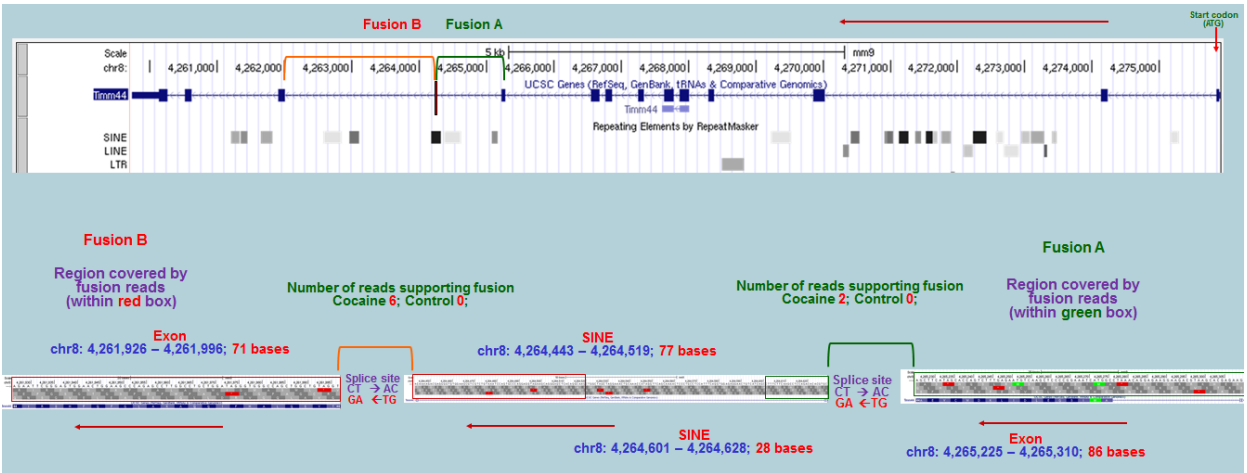 Start codon
(ATG)
Fusion B
Fusion A
Scale
5 kb
mm9
chr8:
4,261,000
4,262,000
4,263,000
4,264,000
4,265,000
4,266,000
4,267,000
4,268,000
4,269,000
4,270,000
4,271,000
4,272,000
4,273,000
4,274,000
4,275,000
UCSC Genes (RefSeq, GenBank, tRNAs & Comparative Genomics)
Timm44
Timm44
Repeating Elements by RepeatMasker
SINE
LINE
LTR
Fusion B
Region covered by
fusion reads
(within red box)
Number of reads supporting fusion
Cocaine 6; Control 0;
Number of reads supporting fusion
Cocaine 2; Control 0;
Fusion A
Region covered by
fusion reads
(within green box)
Exon
chr8: 4,261,926 – 4,261,996; 71 bases
SINE
chr8: 4,264,443 – 4,264,519; 77 bases
Splice site
CT → AC
GA ← TG
Splice site
CT → AC
GA ← TG
SINE
chr8: 4,264,601 – 4,264,628; 28 bases
Exon
chr8: 4,265,225 – 4,265,310; 86 bases